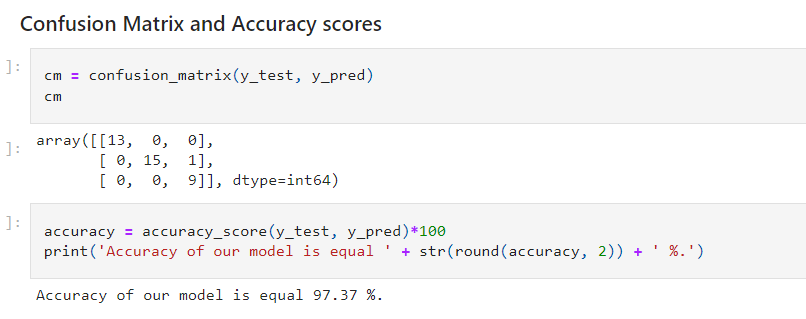 Confusion Matrix and Accuracy scores
]:
cm = confusion_matrix(y_test, y_pred)
cm
]:
array([[13,  0,  0],
       [ 0, 15,  1],
       [ 0,  0,  9]], dtype=int64)
]:
accuracy = accuracy_score(y_test, y_pred)*100
print('Accuracy of our model is equal ' + str(round(accuracy, 2)) + ' %.')
Accuracy of our model is equal 97.37 %.